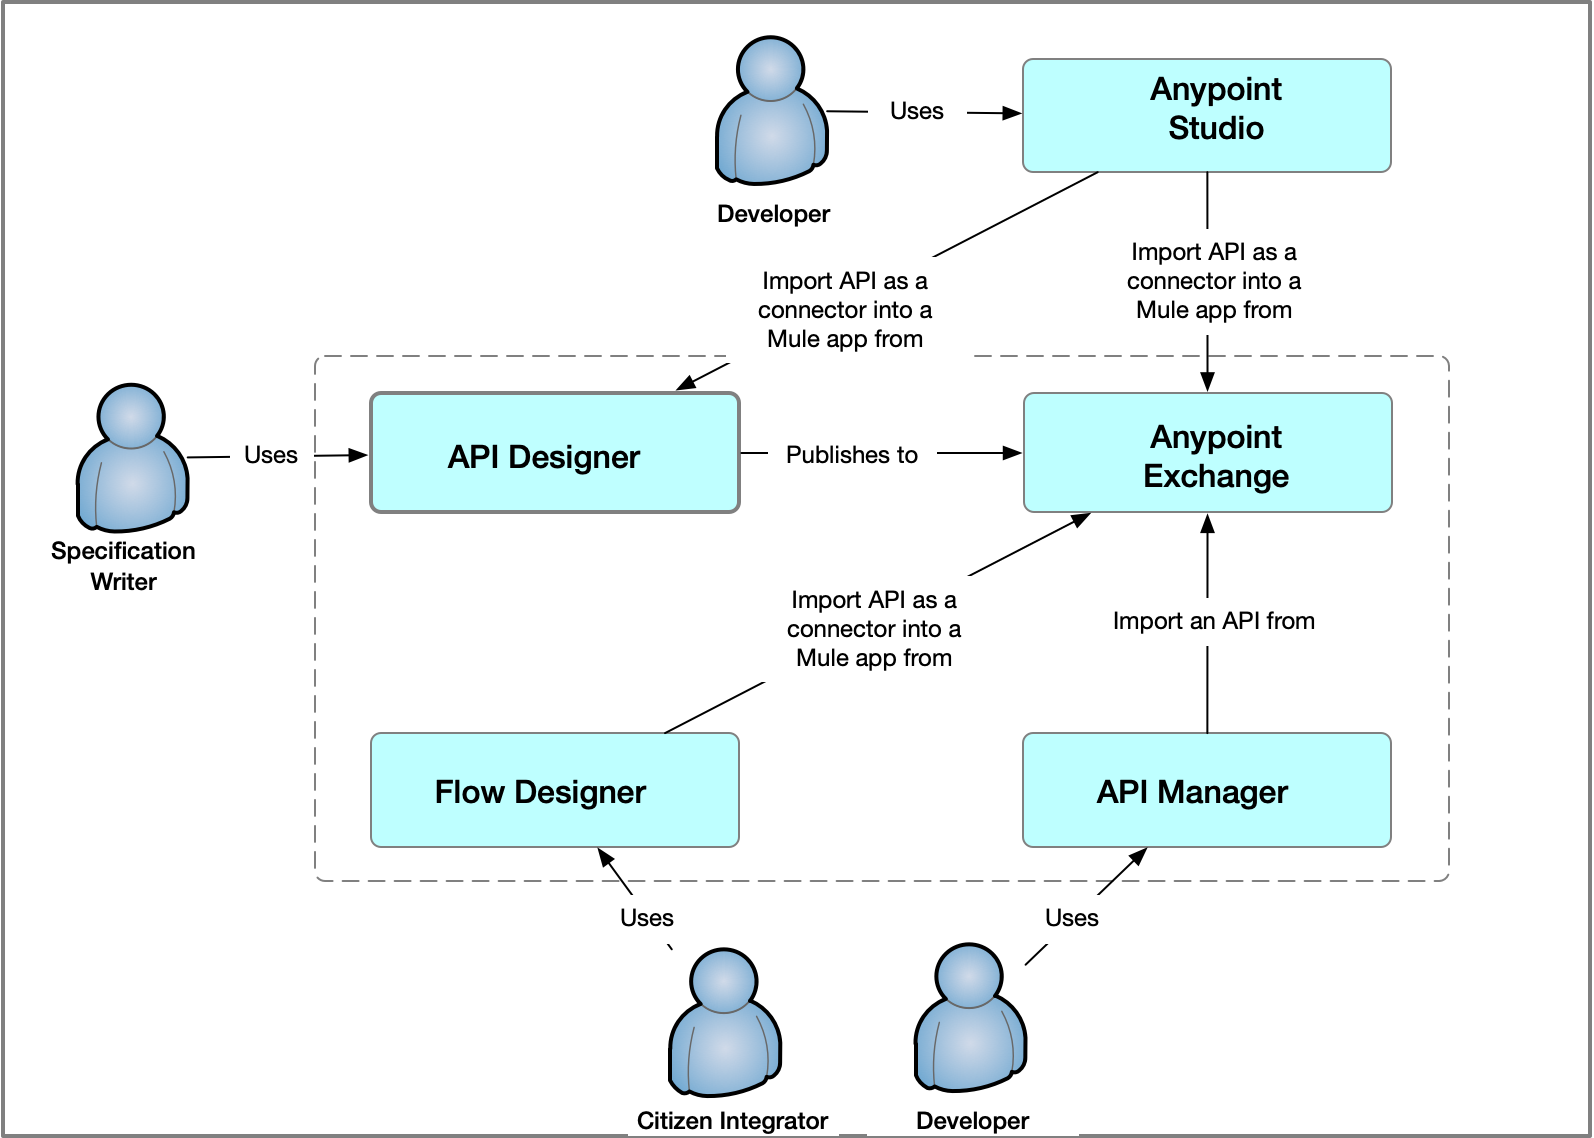 Uses
Anypoint
Studio
Developer
Import API as a
connector into a
Mule app from
Import API as a
connector into a
Mule app from
Uses
API Designer
Publishes to
Anypoint
Exchange
Specification
Writer
Import API as a
connector into a
Mule app from
Import an API from
Flow Designer
API Manager
Uses
Uses
Citizen Integrator
Developer